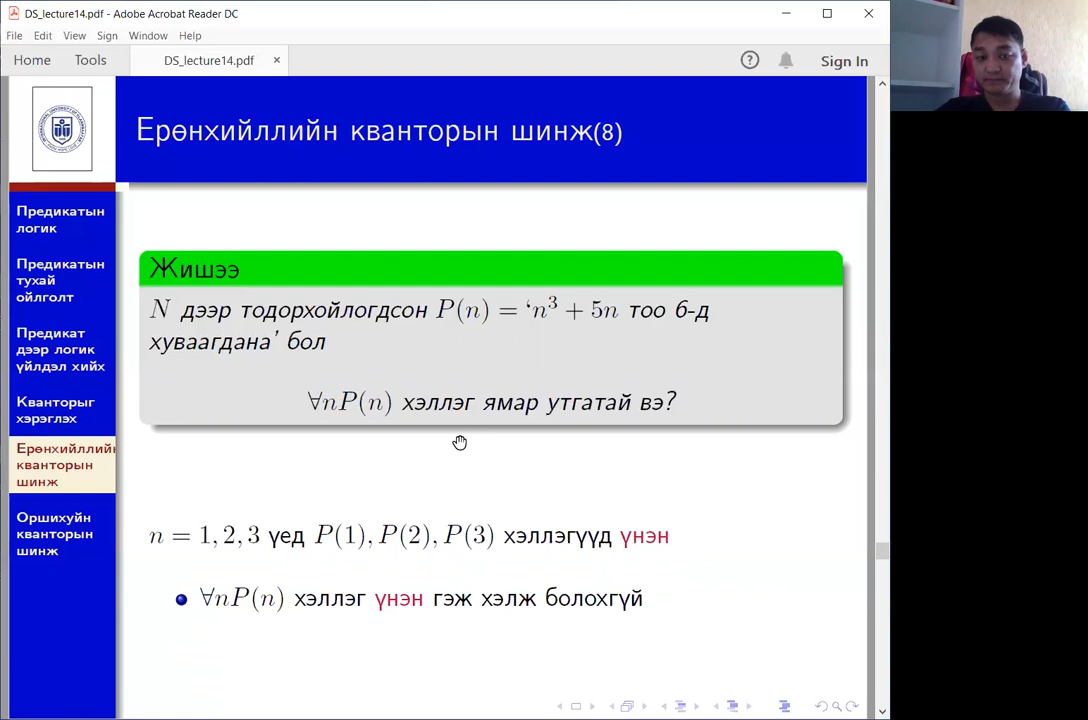 DS_lecture14.pdf - Adobe Acrobat Reader DC
File Edit View Sign Window Help
Home Tools DS_lecture14.pdf × ? Sign In
Ерөнхийллийн кванторын шинж(8)
Предикатын
логик
Предикатын
тухай
ойлголт
Предикат
дээр логик
үйлдэл хийх
Кванторыг
хэрэглэх
Ерөнхийллийн
кванторын
шинж
Оршихуйн
кванторын
шинж
Жишээ
N дээр тодорхойлогдсон P(n) = ‘n³ + 5n тоо 6-д
хуваагдана’ бол
∀nP(n) хэллэг ямар утгатай вэ?
n = 1, 2, 3 үед P(1), P(2), P(3) хэллэгүүд үнэн
∀nP(n) хэллэг үнэн гэж хэлж болохгүй